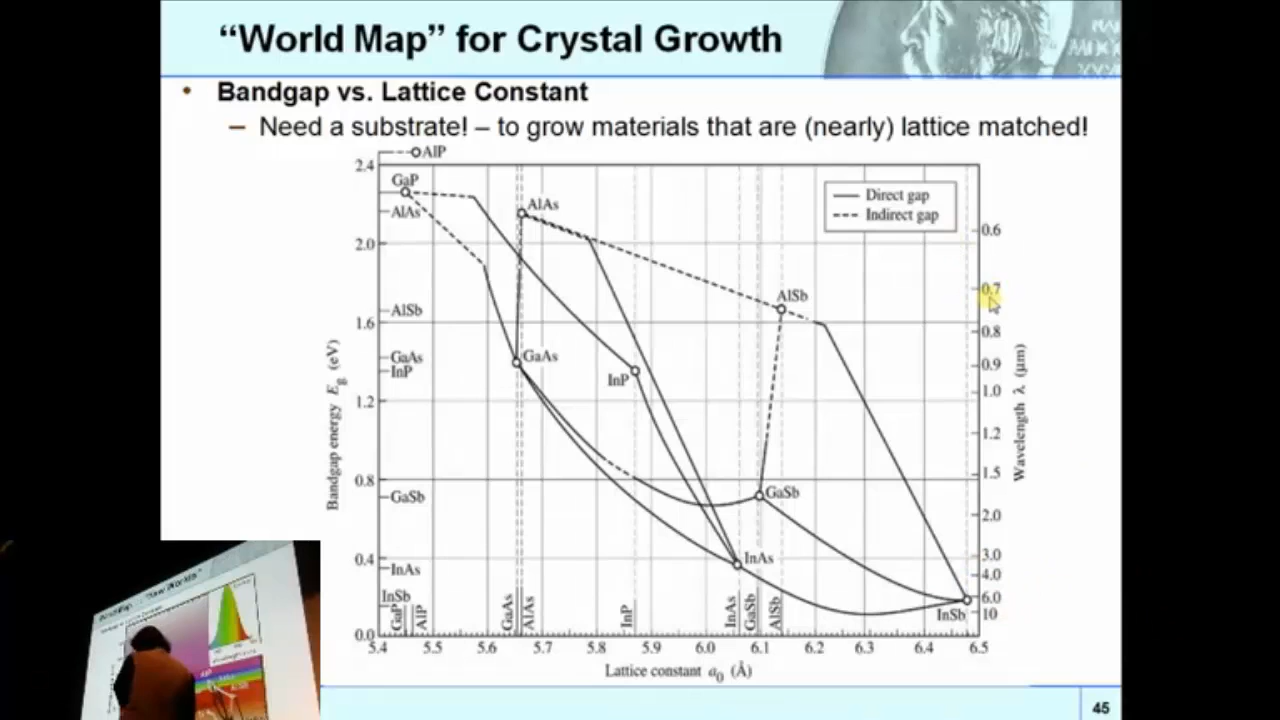 “World Map” for Crystal Growth
• Bandgap vs. Lattice Constant
– Need a substrate! – to grow materials that are (nearly) lattice matched!
AlP
2.4
GaP
AlAs
AlAs
Direct gap
Indirect gap
0.6
2.0
0.7
AlSb
AlSb
1.6
0.8
GaAs
GaAs
0.9
InP
InP
1.0
1.2
1.2
1.5
0.8
GaSb
GaSb
2.0
0.4
InAs
3.0
InAs
4.0
InSb
6.0
InSb
10
GaP
AlP
GaAs
AlAs
InP
InAs
GaSb
AlSb
0.0
5.4 5.5 5.6 5.7 5.8 5.9 6.0 6.1 6.2 6.3 6.4 6.5
Bandgap energy Eg (eV)
Wavelength λ (μm)
Lattice constant a0 (Å)
45